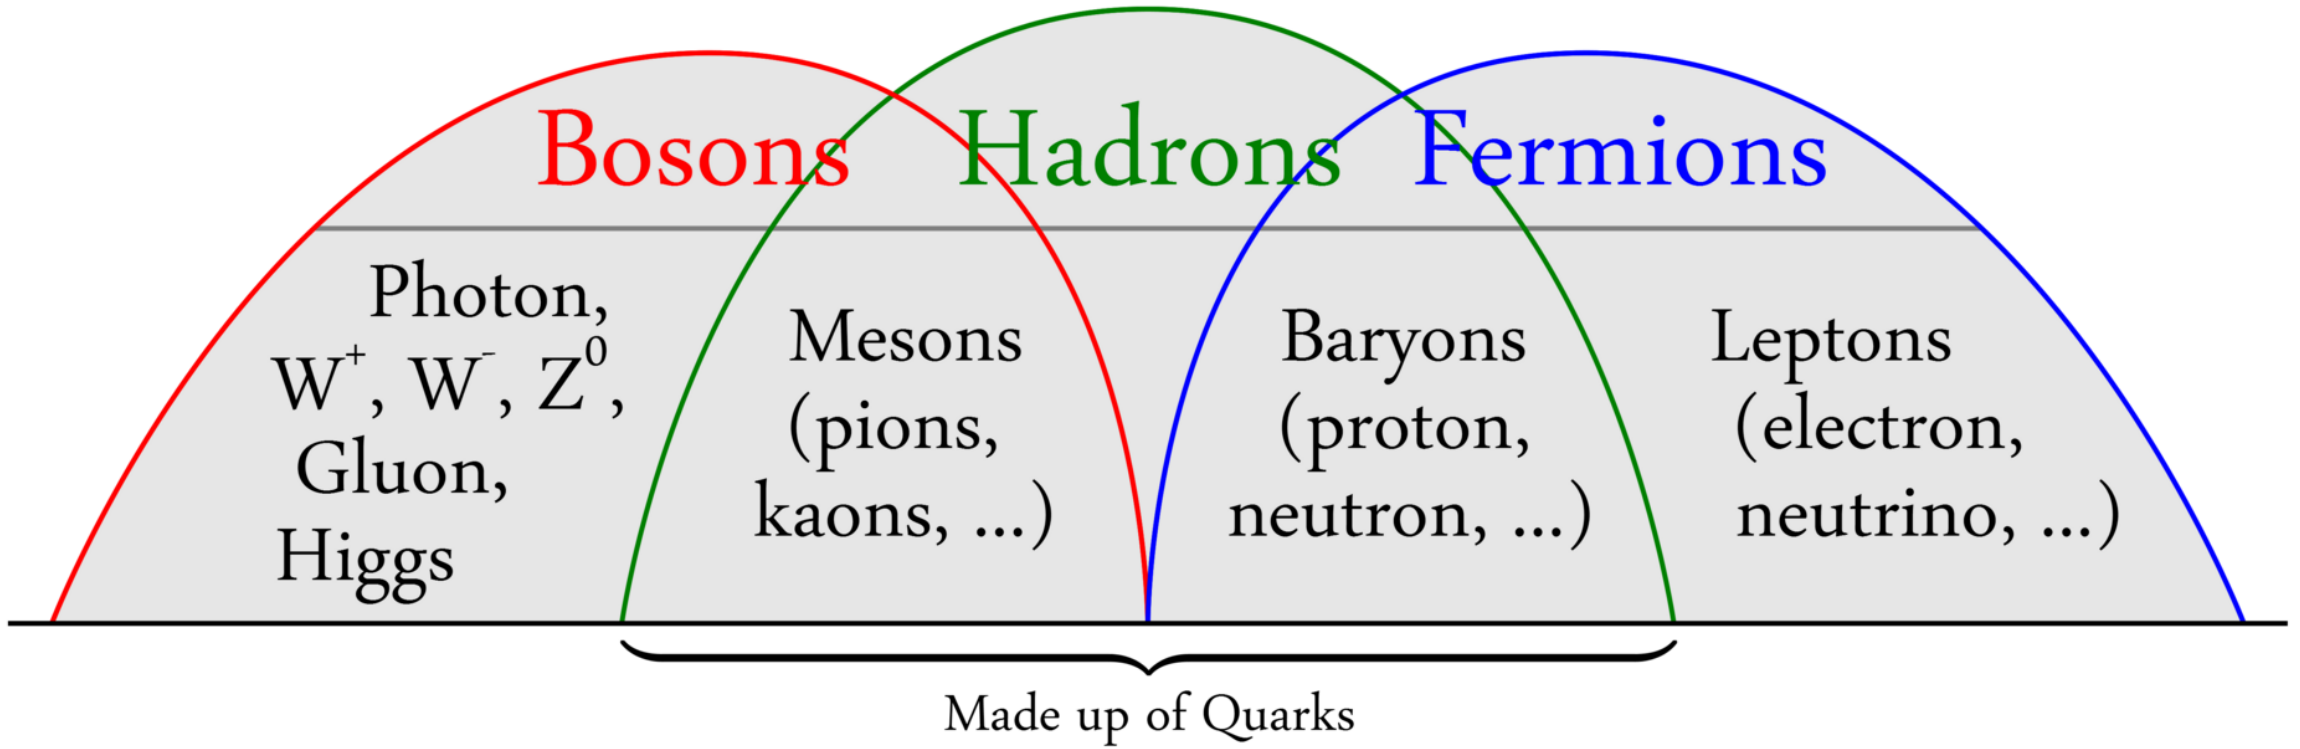 Bosons
Hadrons
Fermions
Photon,
W⁺, W⁻, Z⁰,
Gluon,
Higgs
Mesons
(pions,
kaons, ...)
Baryons
(proton,
neutron, ...)
Leptons
(electron,
neutrino, ...)
Made up of Quarks